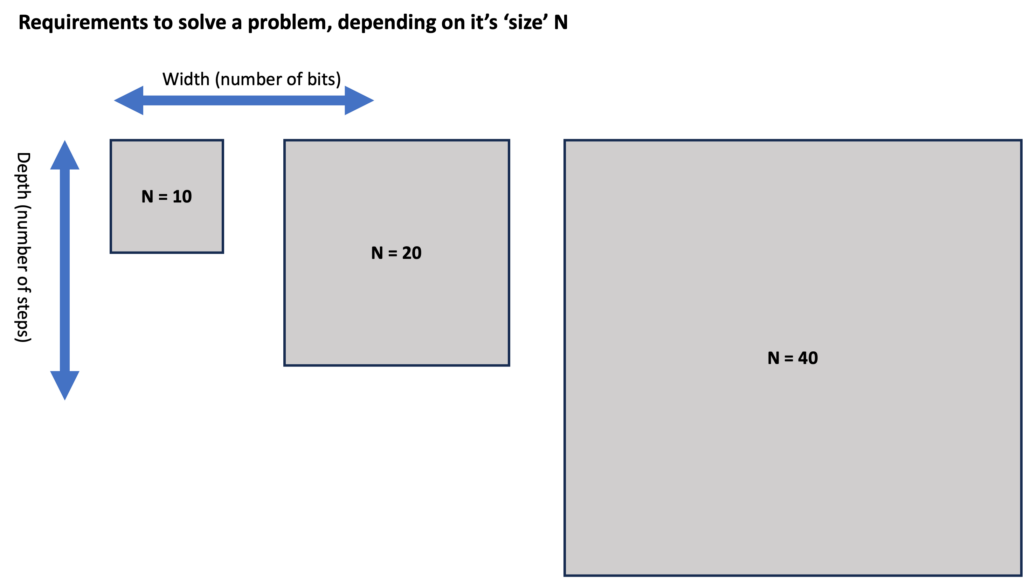 Requirements to solve a problem, depending on it’s ‘size’ N
Width (number of bits)
Depth (number of steps)
N = 10
N = 20
N = 40